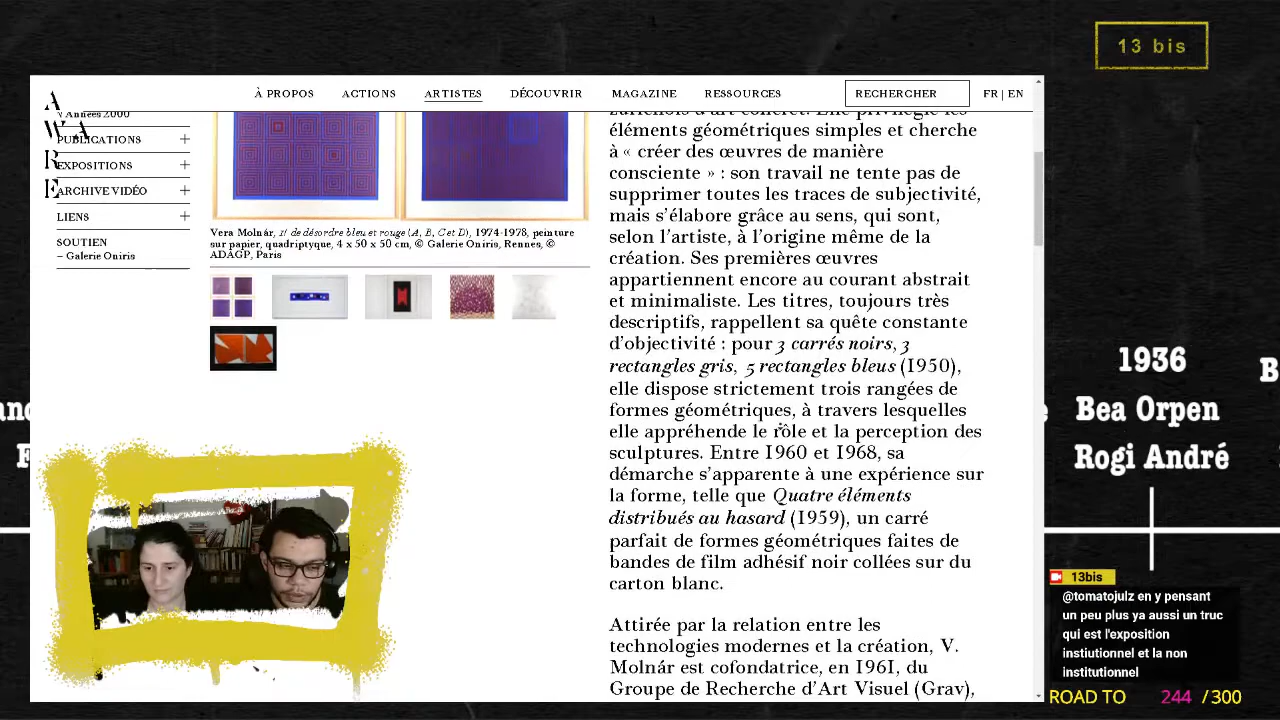 13 bis
À PROPOS
ACTIONS
ARTISTES
DÉCOUVRIR
MAGAZINE
RESSOURCES
RECHERCHER
FR | EN
A
W A
R
E
Années 2000
PUBLICATIONS +
EXPOSITIONS +
ARCHIVE VIDÉO +
LIENS +
SOUTIEN
– Galerie Oniris
Vera Molnár, 1% de désordre bleu et rouge (A, B, C et D), 1974-1978, peinture
sur papier, quadriptyque, 4 x 50 x 50 cm, © Galerie Oniris, Rennes, ©
ADAGP, Paris
zurichois d’art concret. Elle privilégie les
éléments géométriques simples et cherche
à « créer des œuvres de manière
consciente » : son travail ne tente pas de
supprimer toutes les traces de subjectivité,
mais s’élabore grâce au sens, qui sont,
selon l’artiste, à l’origine même de la
création. Ses premières œuvres
appartiennent encore au courant abstrait
et minimaliste. Les titres, toujours très
descriptifs, rappellent sa quête constante
d’objectivité : pour 3 carrés noirs, 3
rectangles gris, 5 rectangles bleus (1950),
elle dispose strictement trois rangées de
formes géométriques, à travers lesquelles
elle appréhende le rôle et la perception des
sculptures. Entre 1960 et 1968, sa
démarche s’apparente à une expérience sur
la forme, telle que Quatre éléments
distribués au hasard (1959), un carré
parfait de formes géométriques faites de
bandes de film adhésif noir collées sur du
carton blanc.
Attirée par la relation entre les
technologies modernes et la création, V.
Molnár est cofondatrice, en 1961, du
Groupe de Recherche d’Art Visuel (Grav),
1936
Bea Orpen
Rogi André
13bis
@tomatojulz en y pensant
un peu plus ya aussi un truc
qui est l'exposition
instiutionnel et la non
institutionnel
ROAD TO 244 / 300